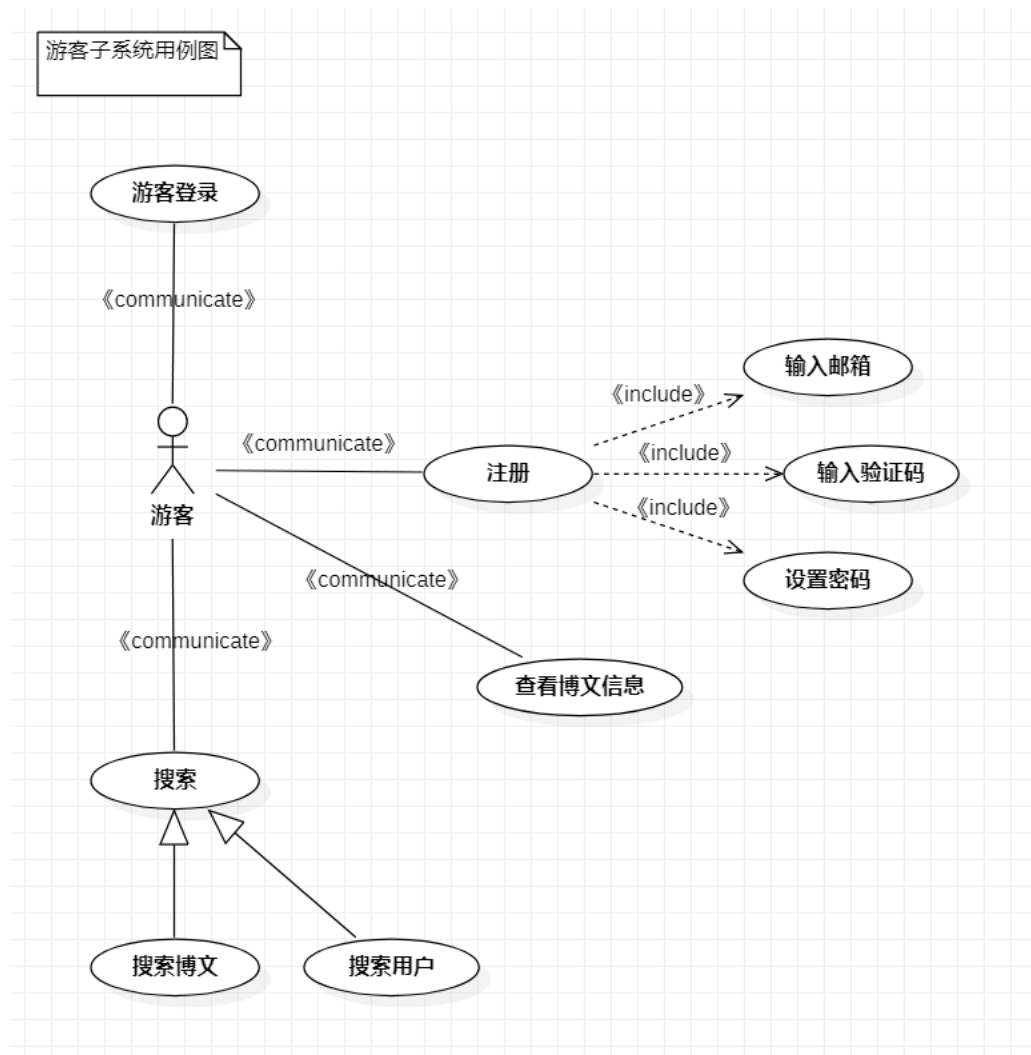 游客子系统用例图
游客登录
《communicate》
输入邮箱
《include》
《communicate》
注册
《include》
输入验证码
《include》
游客
设置密码
《communicate》
《communicate》
查看博文信息
搜索
搜索博文
搜索用户